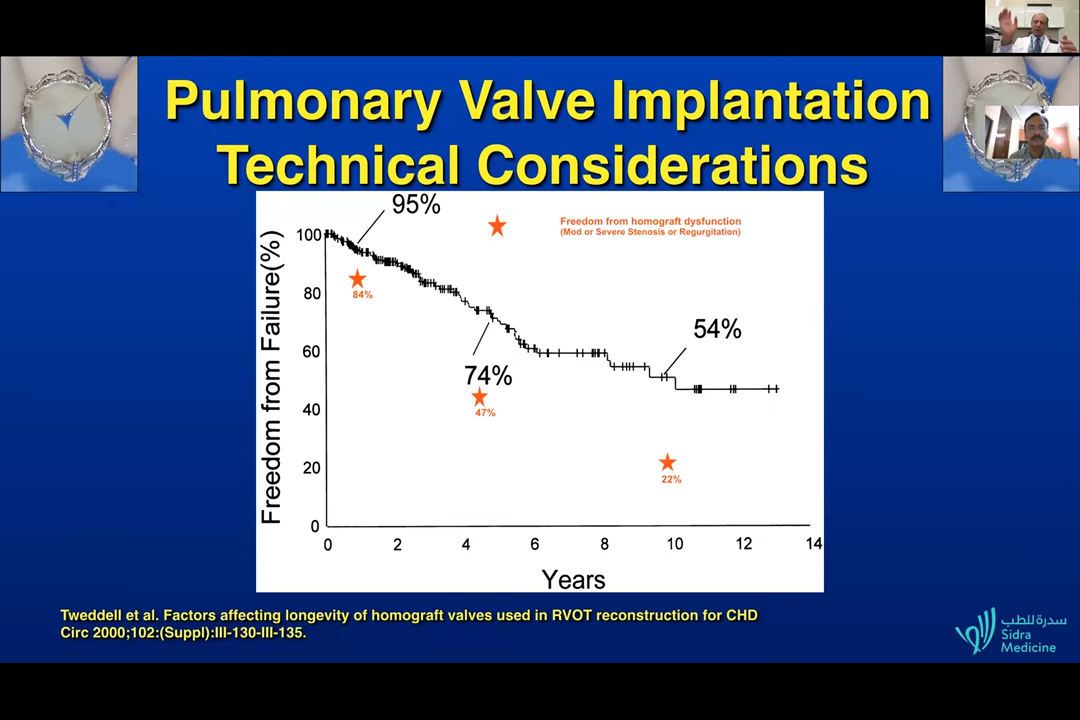 Pulmonary Valve Implantation
Technical Considerations
95%
Freedom from homograft dysfunction
(Mod or Severe Stenosis or Regurgitation)
100
84%
80
54%
60
74%
47%
40
22%
20
0
Freedom from Failure(%)
0 2 4 6 8 10 12 14
Years
Tweddell et al. Factors affecting longevity of homograft valves used in RVOT reconstruction for CHD
Circ 2000;102:(Suppl):III-130-III-135.
سدرة للطب
Sidra
Medicine